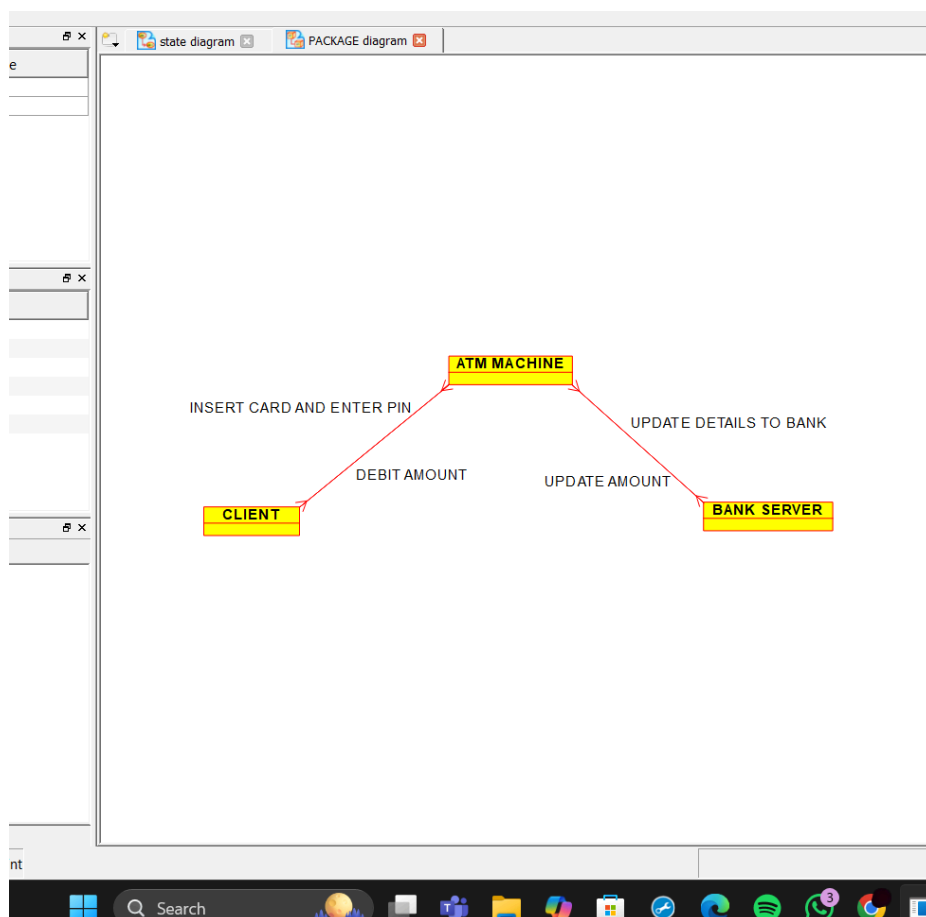 e
state diagram
PACKAGE diagram
ATM MACHINE
INSERT CARD AND ENTER PIN
UPDATE DETAILS TO BANK
DEBIT AMOUNT
UPDATE AMOUNT
CLIENT
BANK SERVER
nt
Search
3